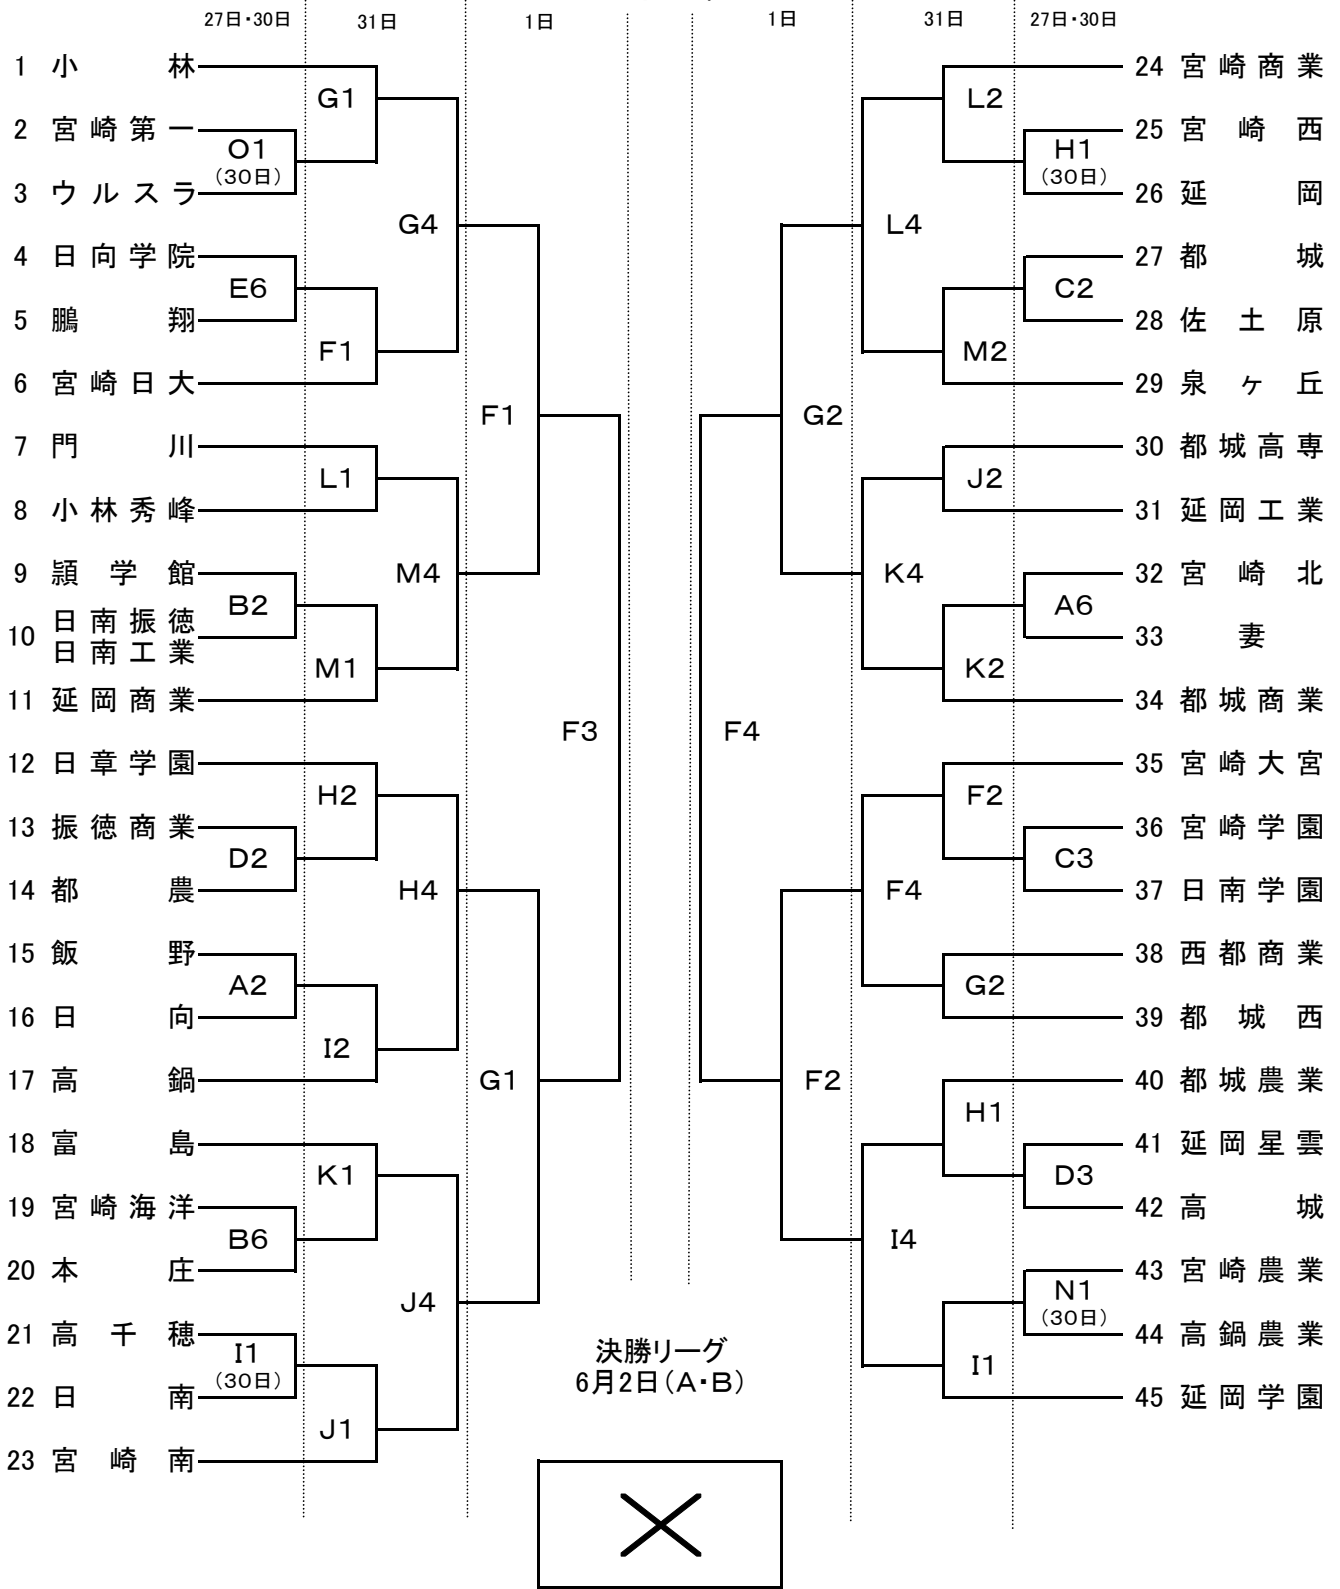 27日・30日 31日 1日 1日 31日 27日・30日
1 小林
G1
2 宮崎第一
O1
(30日)
3 ウルスラ
G4
4 日向学院
E6
5 鵬翔
F1
6 宮崎日大
F1
7 門川
L1
8 小林秀峰
M4
9 頴学館
B2
10 日南振徳
日南工業
M1
11 延岡商業
F3
12 日章学園
H2
13 振徳商業
D2
14 都農
H4
15 飯野
A2
16 日向
I2
17 高鍋
G1
18 富島
K1
19 宮崎海洋
B6
20 本庄
J4
21 高千穂
I1
(30日)
22 日南
J1
23 宮崎南
24 宮崎商業
L2
25 宮崎西
H1
(30日)
26 延岡
L4
27 都城
C2
28 佐土原
M2
29 泉ヶ丘
G2
30 都城高専
J2
31 延岡工業
K4
32 宮崎北
A6
33 妻
K2
34 都城商業
F4
35 宮崎大宮
F2
36 宮崎学園
C3
37 日南学園
F4
38 西都商業
G2
39 都城西
F2
40 都城農業
H1
41 延岡星雲
D3
42 高城
I4
43 宮崎農業
N1
(30日)
44 高鍋農業
I1
45 延岡学園
決勝リーグ
6月2日(A・B)